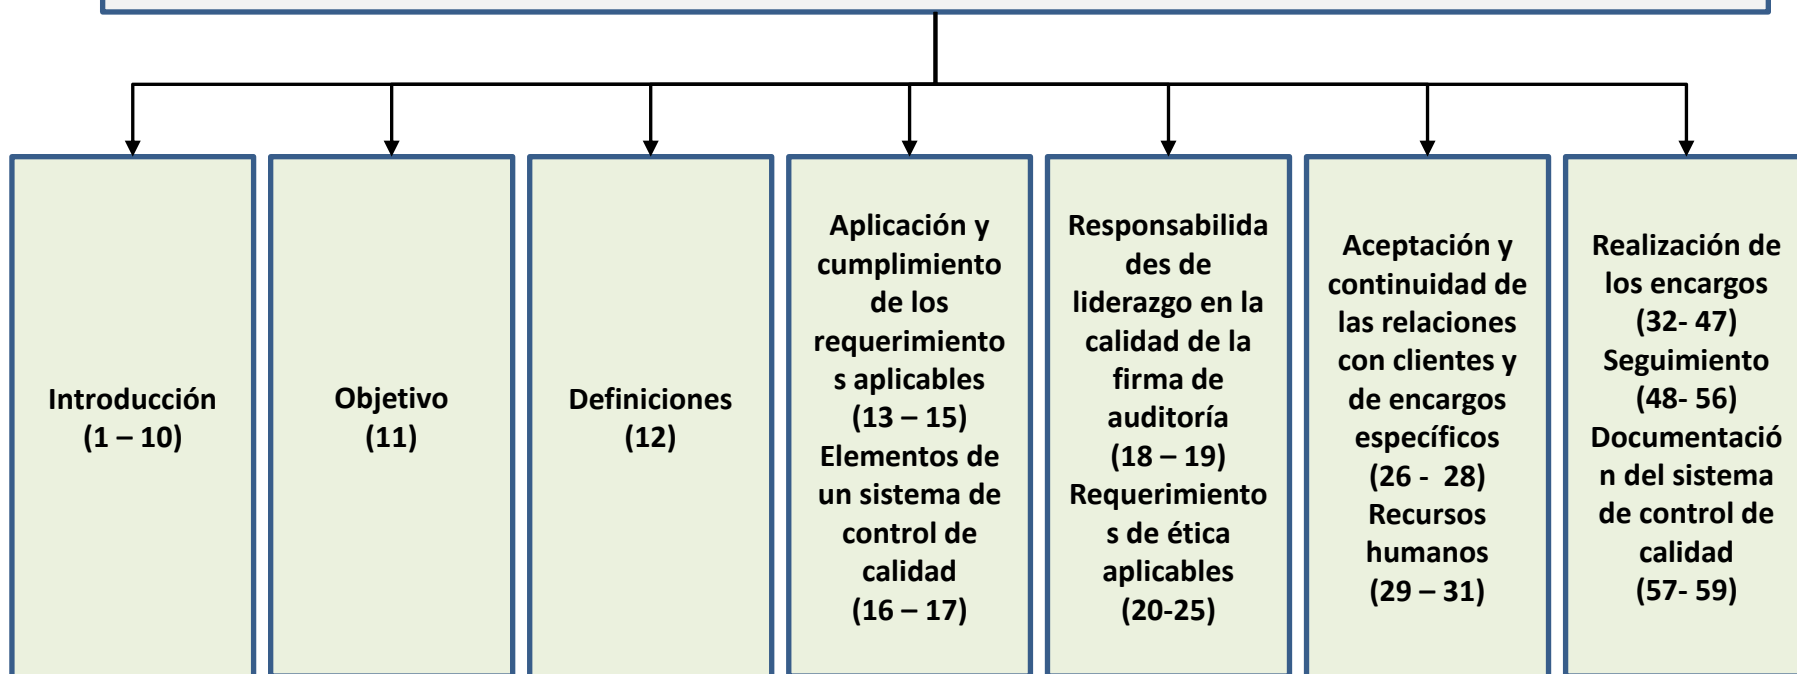 Introducción
(1 – 10)
Objetivo
(11)
Definiciones
(12)
Aplicación y
cumplimiento
de los
requerimiento
s aplicables
(13 – 15)
Elementos de
un sistema de
control de
calidad
(16 – 17)
Responsabilida
des de
liderazgo en la
calidad de la
firma de
auditoría
(18 – 19)
Requerimiento
s de ética
aplicables
(20-25)
Aceptación y
continuidad de
las relaciones
con clientes y
de encargos
específicos
(26 -  28)
Recursos
humanos
(29 – 31)
Realización de
los encargos
(32- 47)
Seguimiento
(48- 56)
Documentació
n del sistema
de control de
calidad
(57- 59)